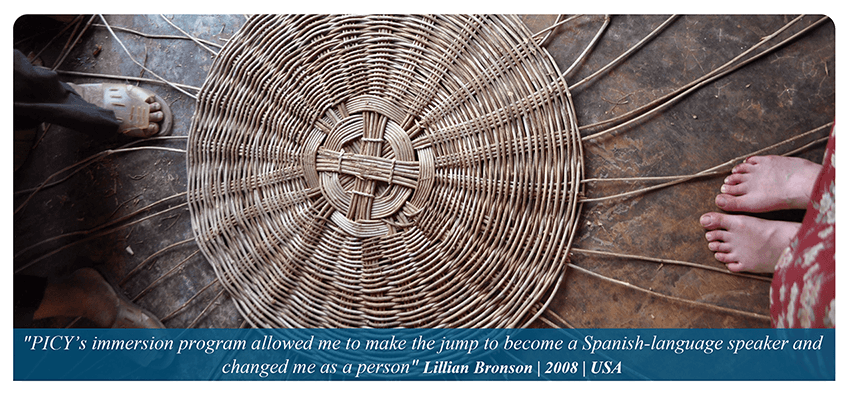 "PICY’s immersion program allowed me to make the jump to become a Spanish-language speaker and
changed me as a person" Lillian Bronson | 2008 | USA